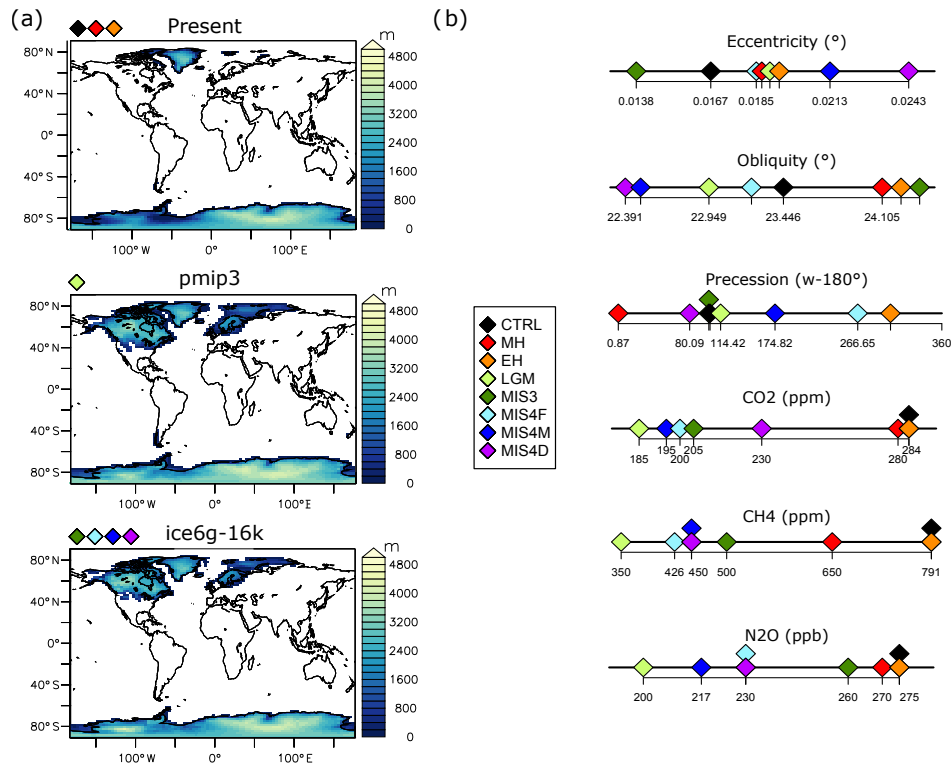 (a)
Present
m
80°N
40°N
0°
40°S
80°S
100°W 0° 100°E
4800
4000
3200
2400
1600
800
0
pmip3
m
80°N
40°N
0°
40°S
80°S
100°W 0° 100°E
4800
4000
3200
2400
1600
800
0
ice6g-16k
m
80°N
40°N
0°
40°S
80°S
100°W 0° 100°E
4800
4000
3200
2400
1600
800
0
CTRL
MH
EH
LGM
MIS3
MIS4F
MIS4M
MIS4D
(b)
Eccentricity (°)
0.0138 0.0167 0.0185 0.0213 0.0243
Obliquity (°)
22.391 22.949 23.446 24.105
Precession (w-180°)
0.87 80.09 114.42 174.82 266.65 360
CO2 (ppm)
185 195 200 205 230 280 284
CH4 (ppm)
350 426 450 500 650 791
N2O (ppb)
200 217 230 260 270 275